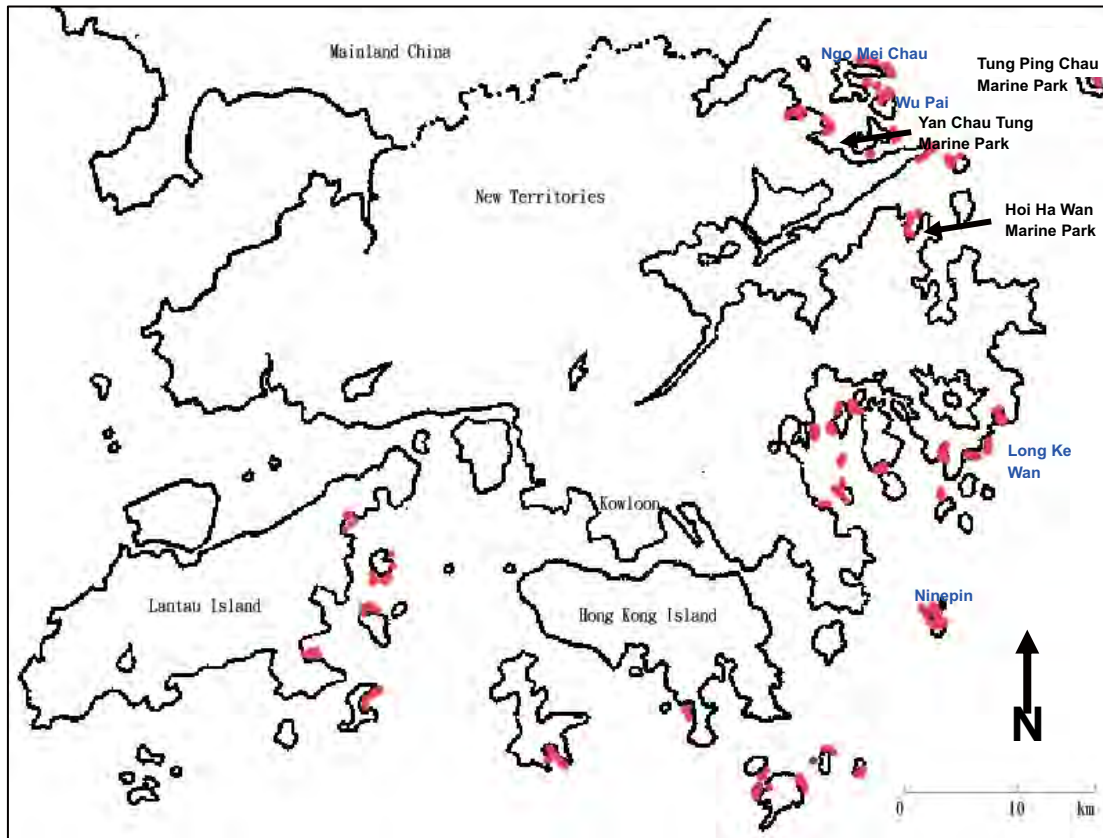 Mainland China
Ngo Mei Chau
Tung Ping Chau
Marine Park
Wu Pai
Yan Chau Tung
Marine Park
New Territories
Hoi Ha Wan
Marine Park
Long Ke
Wan
Kowloon
Lantau Island
Hong Kong Island
Ninepin
N
0 10
km